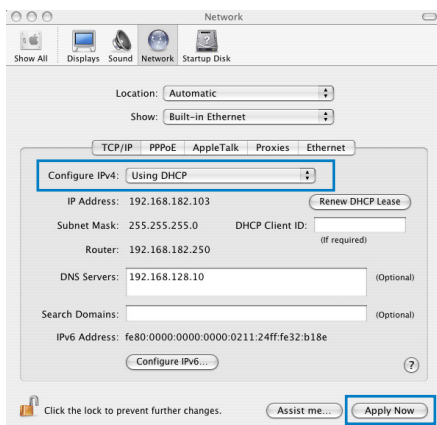 Network
Show All Displays Sound Network Startup Disk
Location: Automatic
Show: Built-in Ethernet
TCP/IP PPPoE AppleTalk Proxies Ethernet
Configure IPv4: Using DHCP
IP Address: 192.168.182.103 Renew DHCP Lease
Subnet Mask: 255.255.255.0 DHCP Client ID:
(If required)
Router: 192.168.182.250
DNS Servers: 192.168.128.10 (Optional)
Search Domains: (Optional)
IPv6 Address: fe80:0000:0000:0000:0211:24ff:fe32:b18e
Configure IPv6... ?
Click the lock to prevent further changes. Assist me... Apply Now